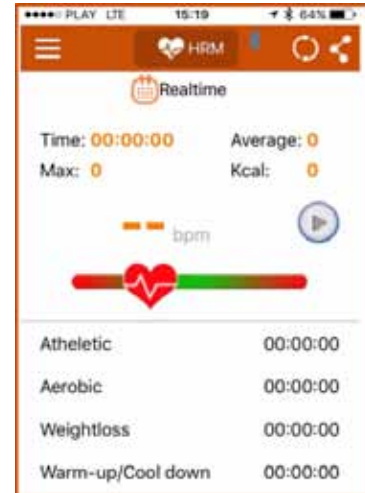 PLAY LTE 15:19 64%
HRM
Realtime
Time: 00:00:00 Average: 0
Max: 0 Kcal: 0
-- bpm
Atheletic 00:00:00
Aerobic 00:00:00
Weightloss 00:00:00
Warm-up/Cool down 00:00:00